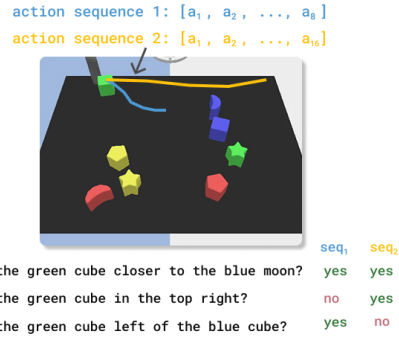 action sequence 1: [a₁, a₂, ..., a₈]
action sequence 2: [a₁, a₂, ..., a₁₆]
seq₁ seq₂
the green cube closer to the blue moon? yes yes
the green cube in the top right? no yes
the green cube left of the blue cube? yes no